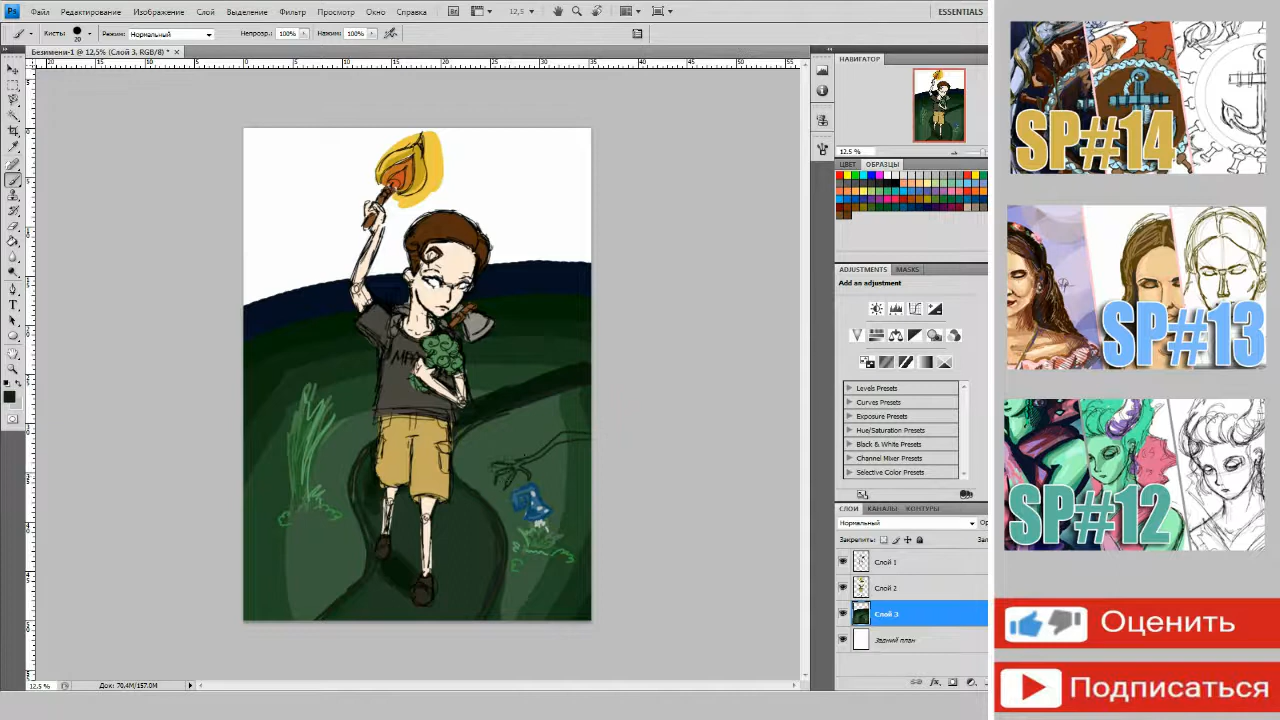 Ps Файл Редактирование Изображение Слой Выделение Фильтр Просмотр Окно Справка 12,5 ESSENTIALS
Кисть: 20 Режим: Нормальный Непрозр.: 100% Нажим: 100%
Безимени-1 @ 12,5% (Слой 3, RGB/8) *
НАВИГАТОР
12.5 %
ЦВЕТ ОБРАЗЦЫ
ADJUSTMENTS MASKS
Add an adjustment
Levels Presets
Curves Presets
Exposure Presets
Hue/Saturation Presets
Black & White Presets
Channel Mixer Presets
Selective Color Presets
СЛОИ КАНАЛЫ КОНТУРЫ
Нормальный
Закрепить:
Слой 1
Слой 2
Слой 3
Задний план
12.5 % Док: 70.4M/157.0M
SP#14
SP#13
SP#12
Оценить
Подписаться